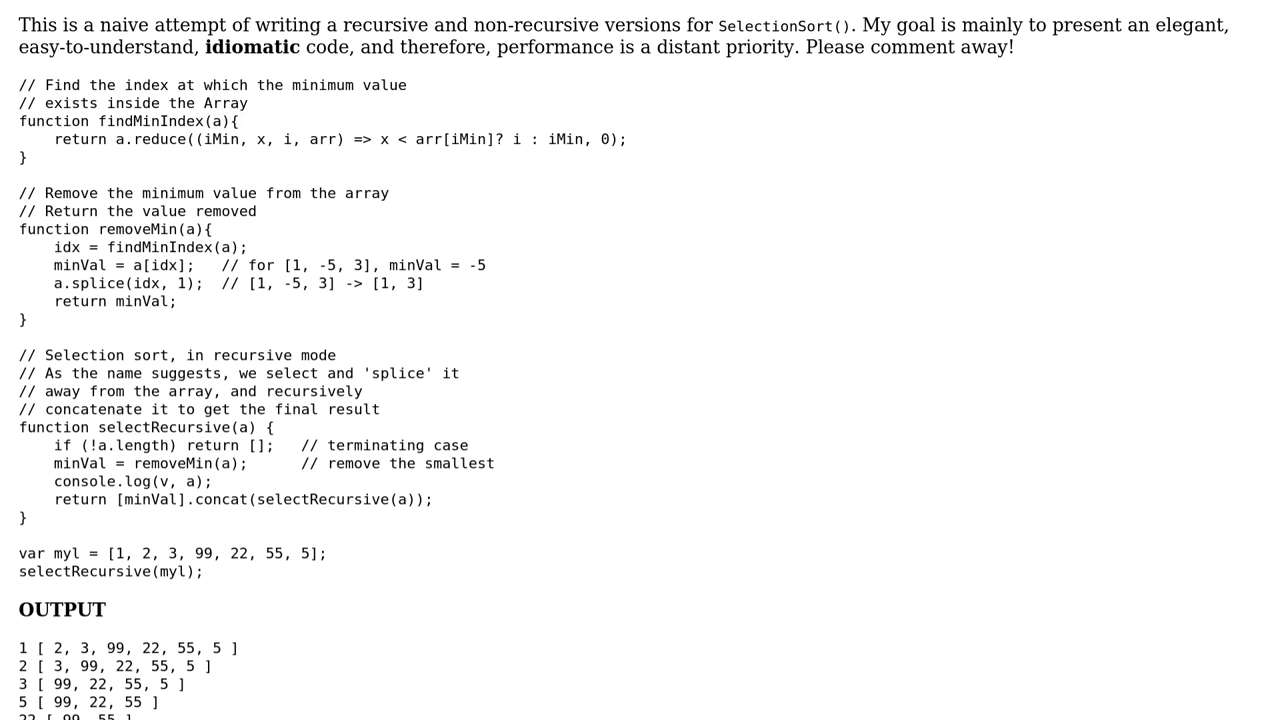 This is a naive attempt of writing a recursive and non-recursive versions for SelectionSort(). My goal is mainly to present an elegant,
easy-to-understand, idiomatic code, and therefore, performance is a distant priority. Please comment away!
// Find the index at which the minimum value
// exists inside the Array
function findMinIndex(a){
    return a.reduce((iMin, x, i, arr) => x < arr[iMin]? i : iMin, 0);
}
// Remove the minimum value from the array
// Return the value removed
function removeMin(a){
    idx = findMinIndex(a);
    minVal = a[idx];   // for [1, -5, 3], minVal = -5
    a.splice(idx, 1);  // [1, -5, 3] -> [1, 3]
    return minVal;
}
// Selection sort, in recursive mode
// As the name suggests, we select and 'splice' it
// away from the array, and recursively
// concatenate it to get the final result
function selectRecursive(a) {
    if (!a.length) return [];   // terminating case
    minVal = removeMin(a);      // remove the smallest
    console.log(v, a);
    return [minVal].concat(selectRecursive(a));
}
var myl = [1, 2, 3, 99, 22, 55, 5];
selectRecursive(myl);
OUTPUT
1 [ 2, 3, 99, 22, 55, 5 ]
2 [ 3, 99, 22, 55, 5 ]
3 [ 99, 22, 55, 5 ]
5 [ 99, 22, 55 ]
22 [ 99, 55 ]